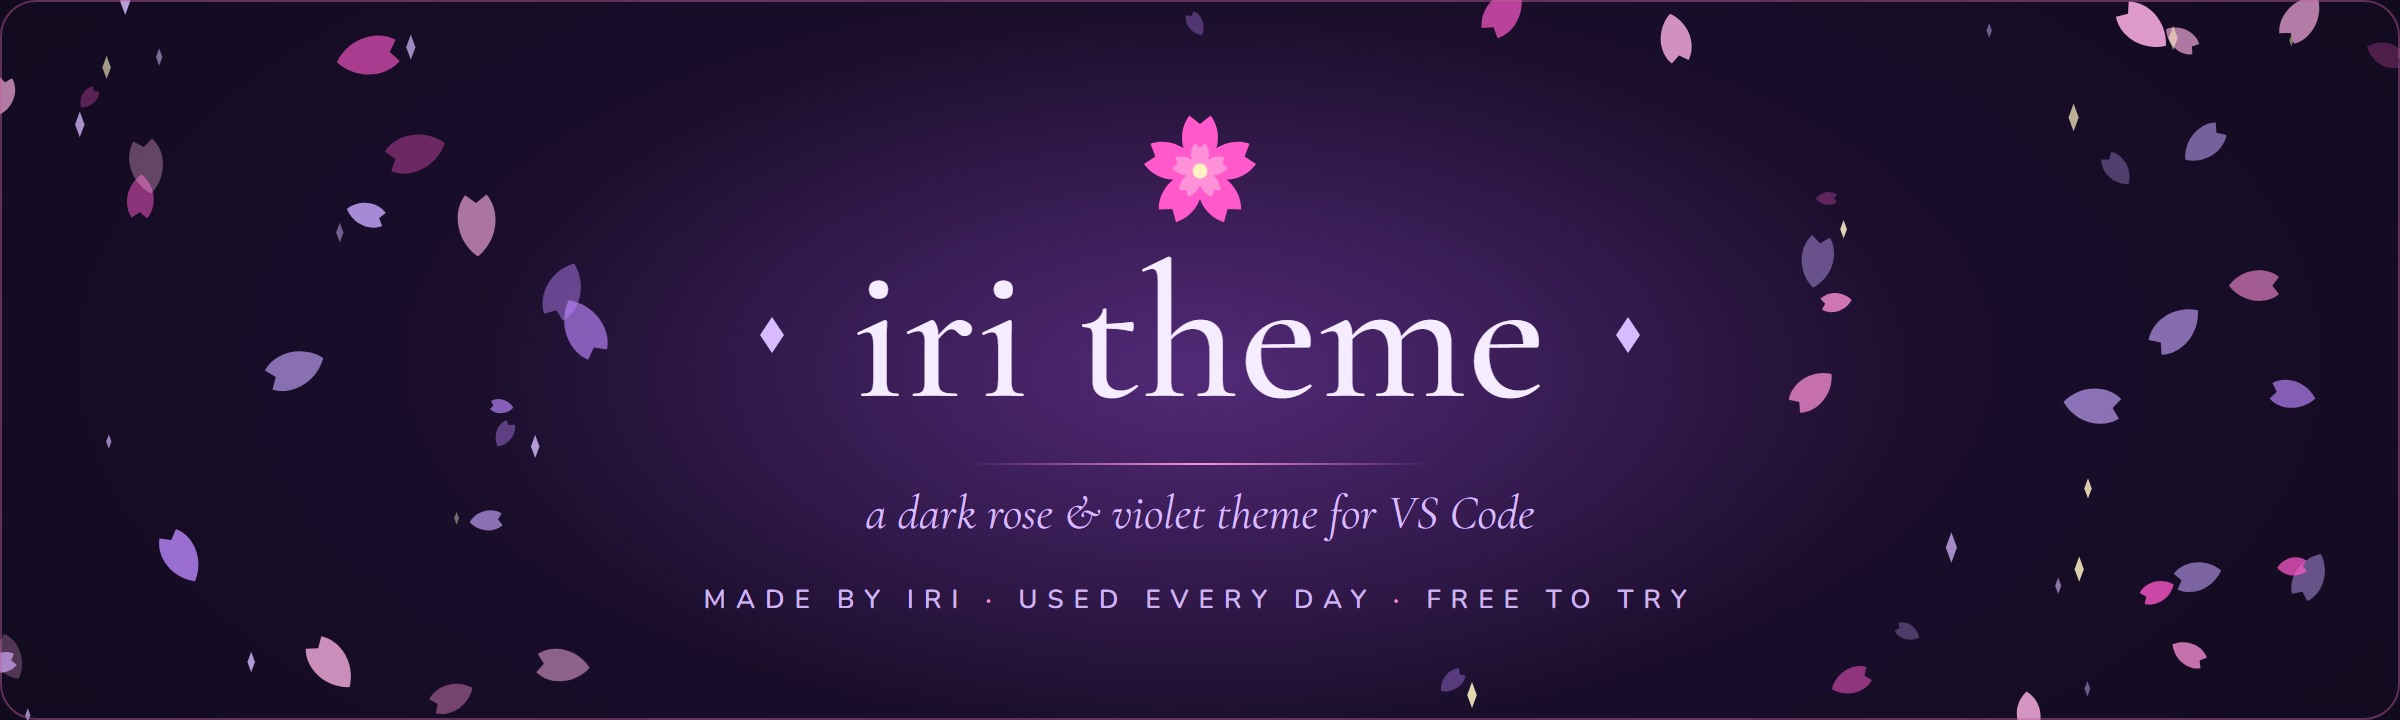 iri theme
a dark rose & violet theme for VS Code
MADE BY IRI · USED EVERY DAY · FREE TO TRY